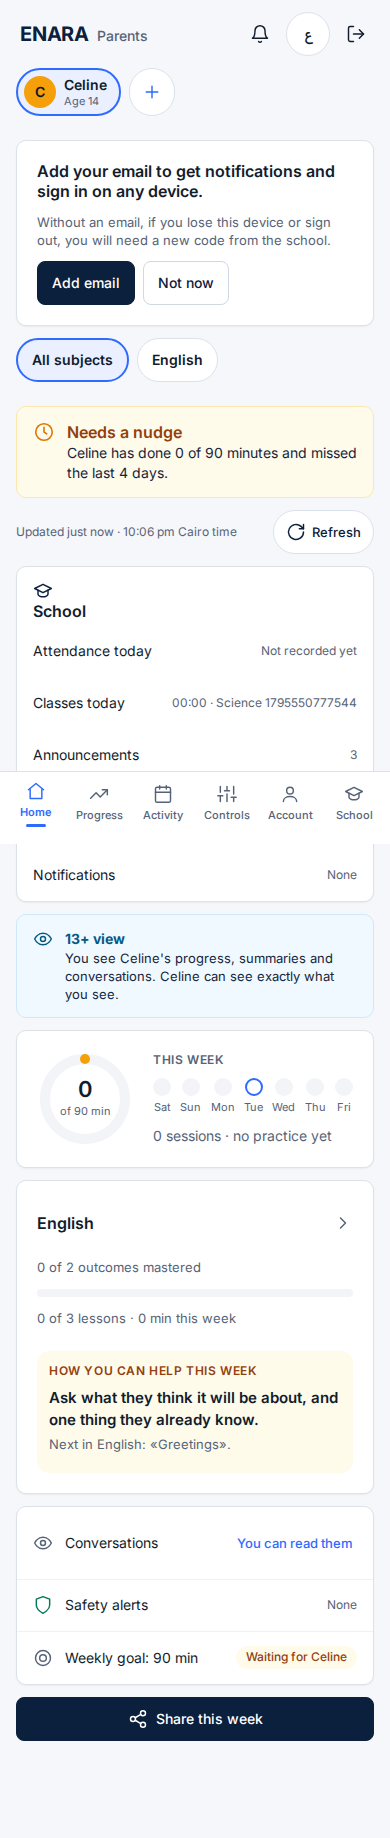 ENARA Parents
ع
C
Celine
Age 14
Add your email to get notifications and
sign in on any device.
Without an email, if you lose this device or sign
out, you will need a new code from the school.
Add email
Not now
All subjects
English
Needs a nudge
Celine has done 0 of 90 minutes and missed
the last 4 days.
Updated just now · 10:06 pm Cairo time
Refresh
School
Attendance today
Not recorded yet
Classes today
00:00 · Science 1795550777544
Announcements
3
Home
Progress
Activity
Controls
Account
School
Notifications
None
13+ view
You see Celine's progress, summaries and
conversations. Celine can see exactly what
you see.
0
of 90 min
THIS WEEK
Sat Sun Mon Tue Wed Thu Fri
0 sessions · no practice yet
English
0 of 2 outcomes mastered
0 of 3 lessons · 0 min this week
HOW YOU CAN HELP THIS WEEK
Ask what they think it will be about, and
one thing they already know.
Next in English: «Greetings».
Conversations
You can read them
Safety alerts
None
Weekly goal: 90 min
Waiting for Celine
Share this week